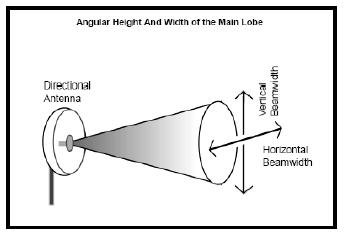 Angular Height And Width of the Main Lobe
Directional
Antenna
Vertical
Beamwidth
Horizontal
Beamwidth